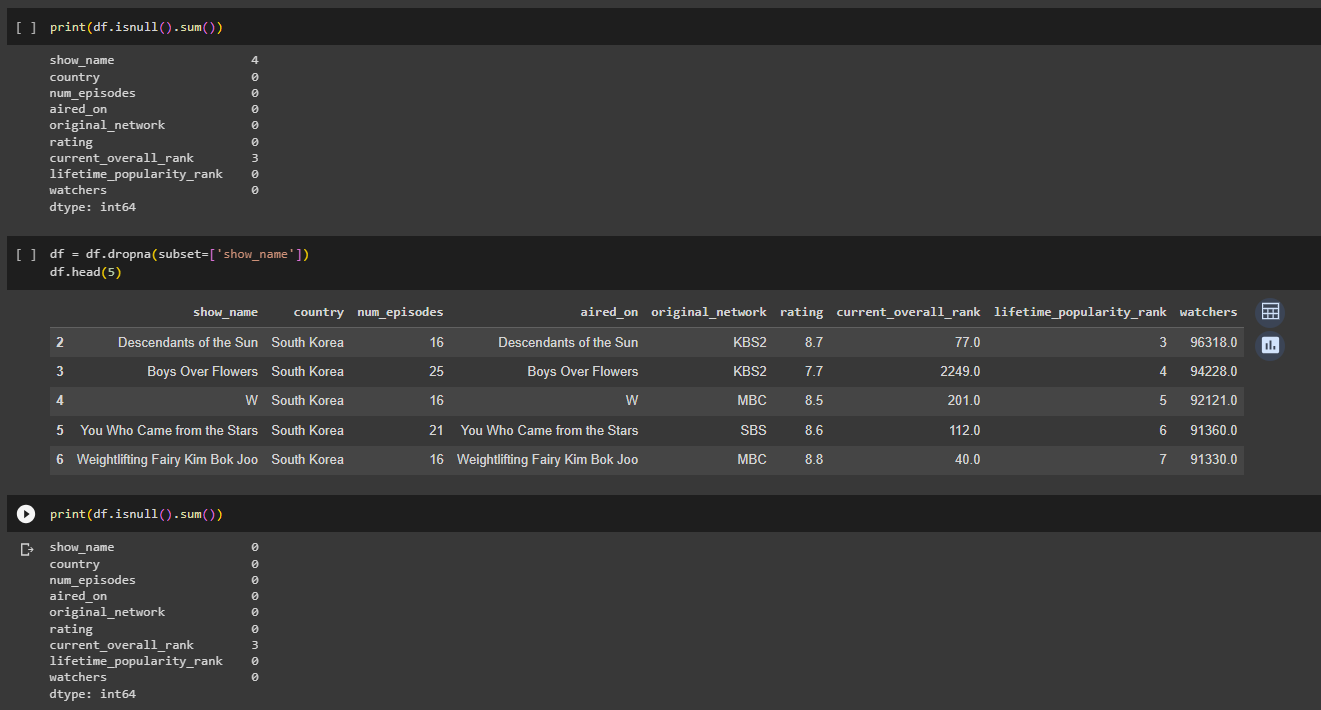 [ ] print(df.isnull().sum())
show_name 4
country 0
num_episodes 0
aired_on 0
original_network 0
rating 0
current_overall_rank 3
lifetime_popularity_rank 0
watchers 0
dtype: int64
[ ] df = df.dropna(subset=['show_name'])
df.head(5)
show_name country num_episodes aired_on original_network rating current_overall_rank lifetime_popularity_rank watchers
2 Descendants of the Sun South Korea 16 Descendants of the Sun KBS2 8.7 77.0 3 96318.0
3 Boys Over Flowers South Korea 25 Boys Over Flowers KBS2 7.7 2249.0 4 94228.0
4 W South Korea 16 W MBC 8.5 201.0 5 92121.0
5 You Who Came from the Stars South Korea 21 You Who Came from the Stars SBS 8.6 112.0 6 91360.0
6 Weightlifting Fairy Kim Bok Joo South Korea 16 Weightlifting Fairy Kim Bok Joo MBC 8.8 40.0 7 91330.0
print(df.isnull().sum())
show_name 0
country 0
num_episodes 0
aired_on 0
original_network 0
rating 0
current_overall_rank 3
lifetime_popularity_rank 0
watchers 0
dtype: int64